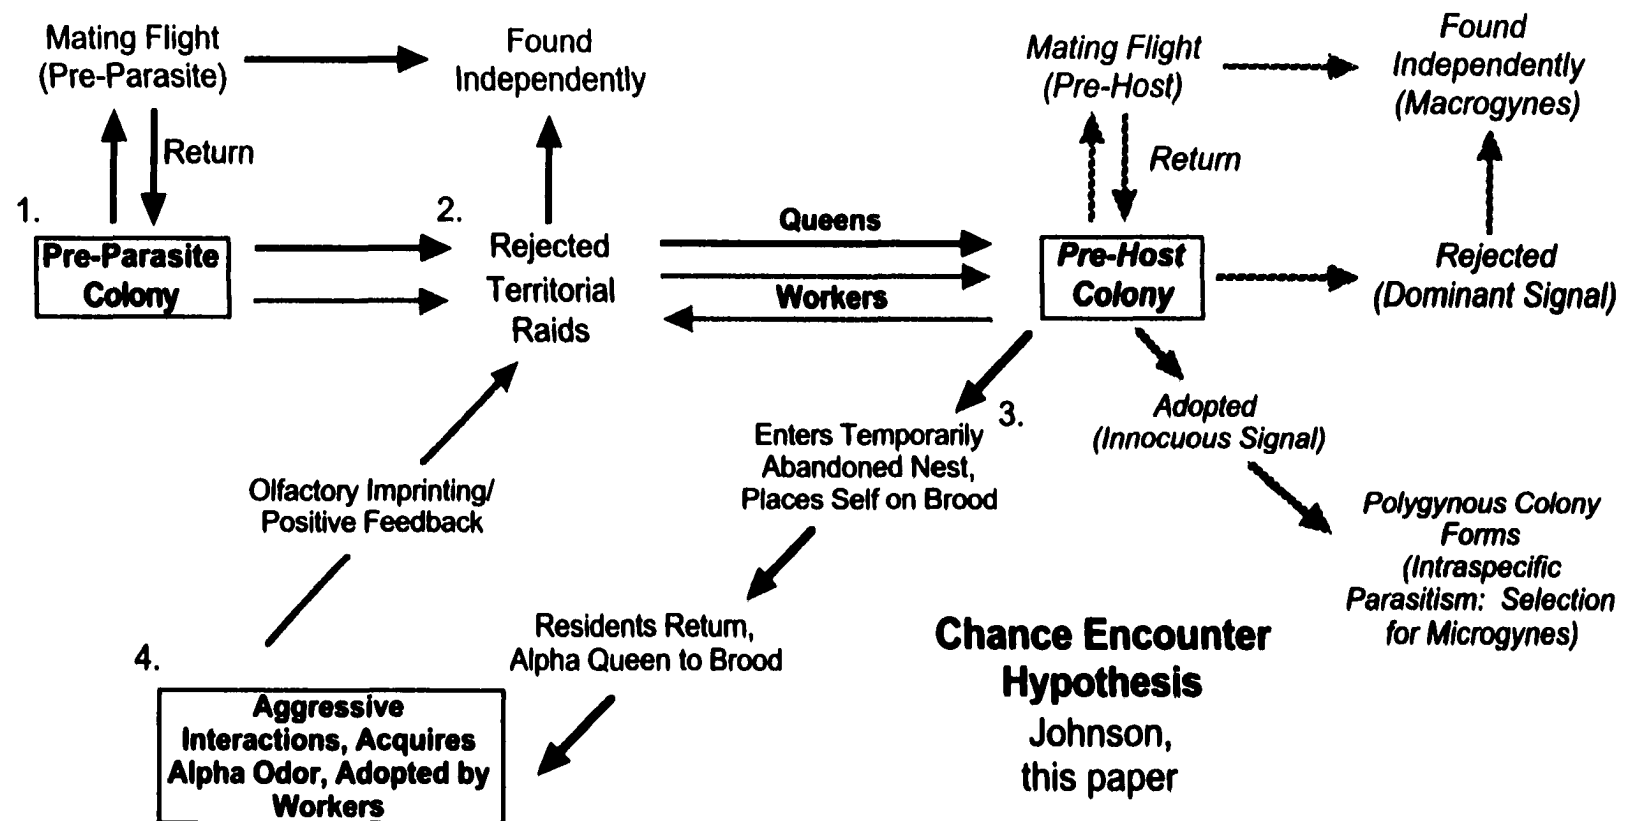 Mating Flight
(Pre-Parasite)
Found
Independently
Return
1.
Pre-Parasite
Colony
2.
Rejected
Territorial
Raids
Queens
Workers
Mating Flight
(Pre-Host)
Found
Independently
(Macrogynes)
Return
Pre-Host
Colony
Rejected
(Dominant Signal)
3.
Enters Temporarily
Abandoned Nest,
Places Self on Brood
Adopted
(Innocuous Signal)
Polygynous Colony
Forms
(Intraspecific
Parasitism: Selection
for Microgynes)
Olfactory Imprinting/
Positive Feedback
Residents Return,
Alpha Queen to Brood
4.
Aggressive
Interactions, Acquires
Alpha Odor, Adopted by
Workers
Chance Encounter
Hypothesis
Johnson,
this paper